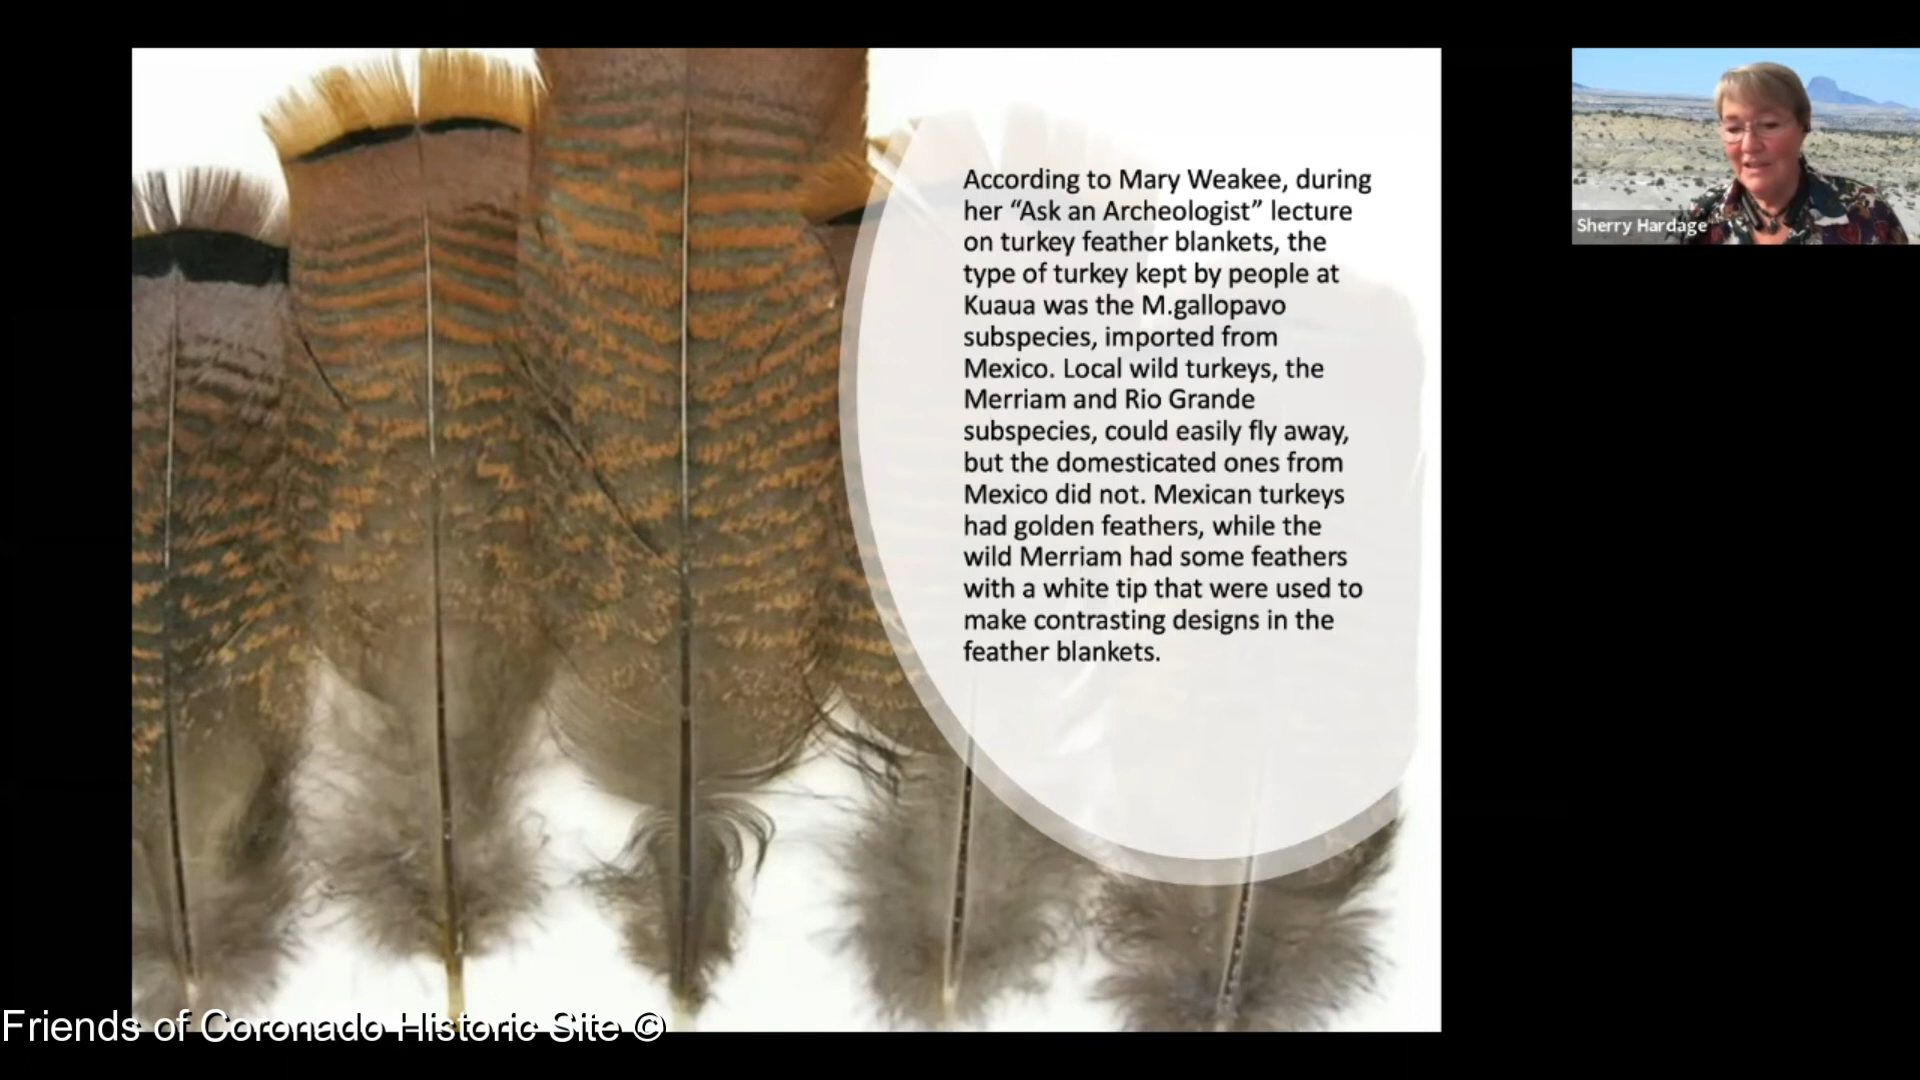 According to Mary Weakee, during
her “Ask an Archeologist” lecture
on turkey feather blankets, the
type of turkey kept by people at
Kuaua was the M.gallopavo
subspecies, imported from
Mexico. Local wild turkeys, the
Merriam and Rio Grande
subspecies, could easily fly away,
but the domesticated ones from
Mexico did not. Mexican turkeys
had golden feathers, while the
wild Merriam had some feathers
with a white tip that were used to
make contrasting designs in the
feather blankets.
Sherry Hardage
Friends of Coronado Historic Site ©